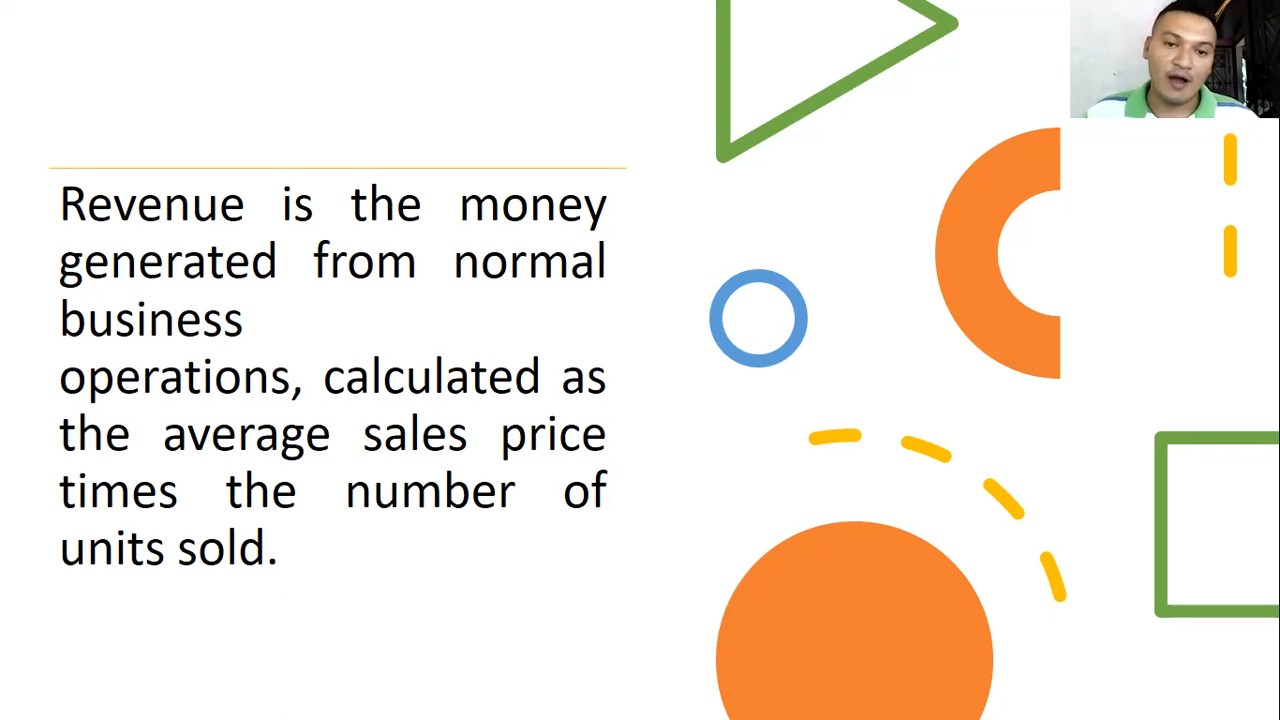 Revenue is the money
generated from normal
business
operations, calculated as
the average sales price
times the number of
units sold.